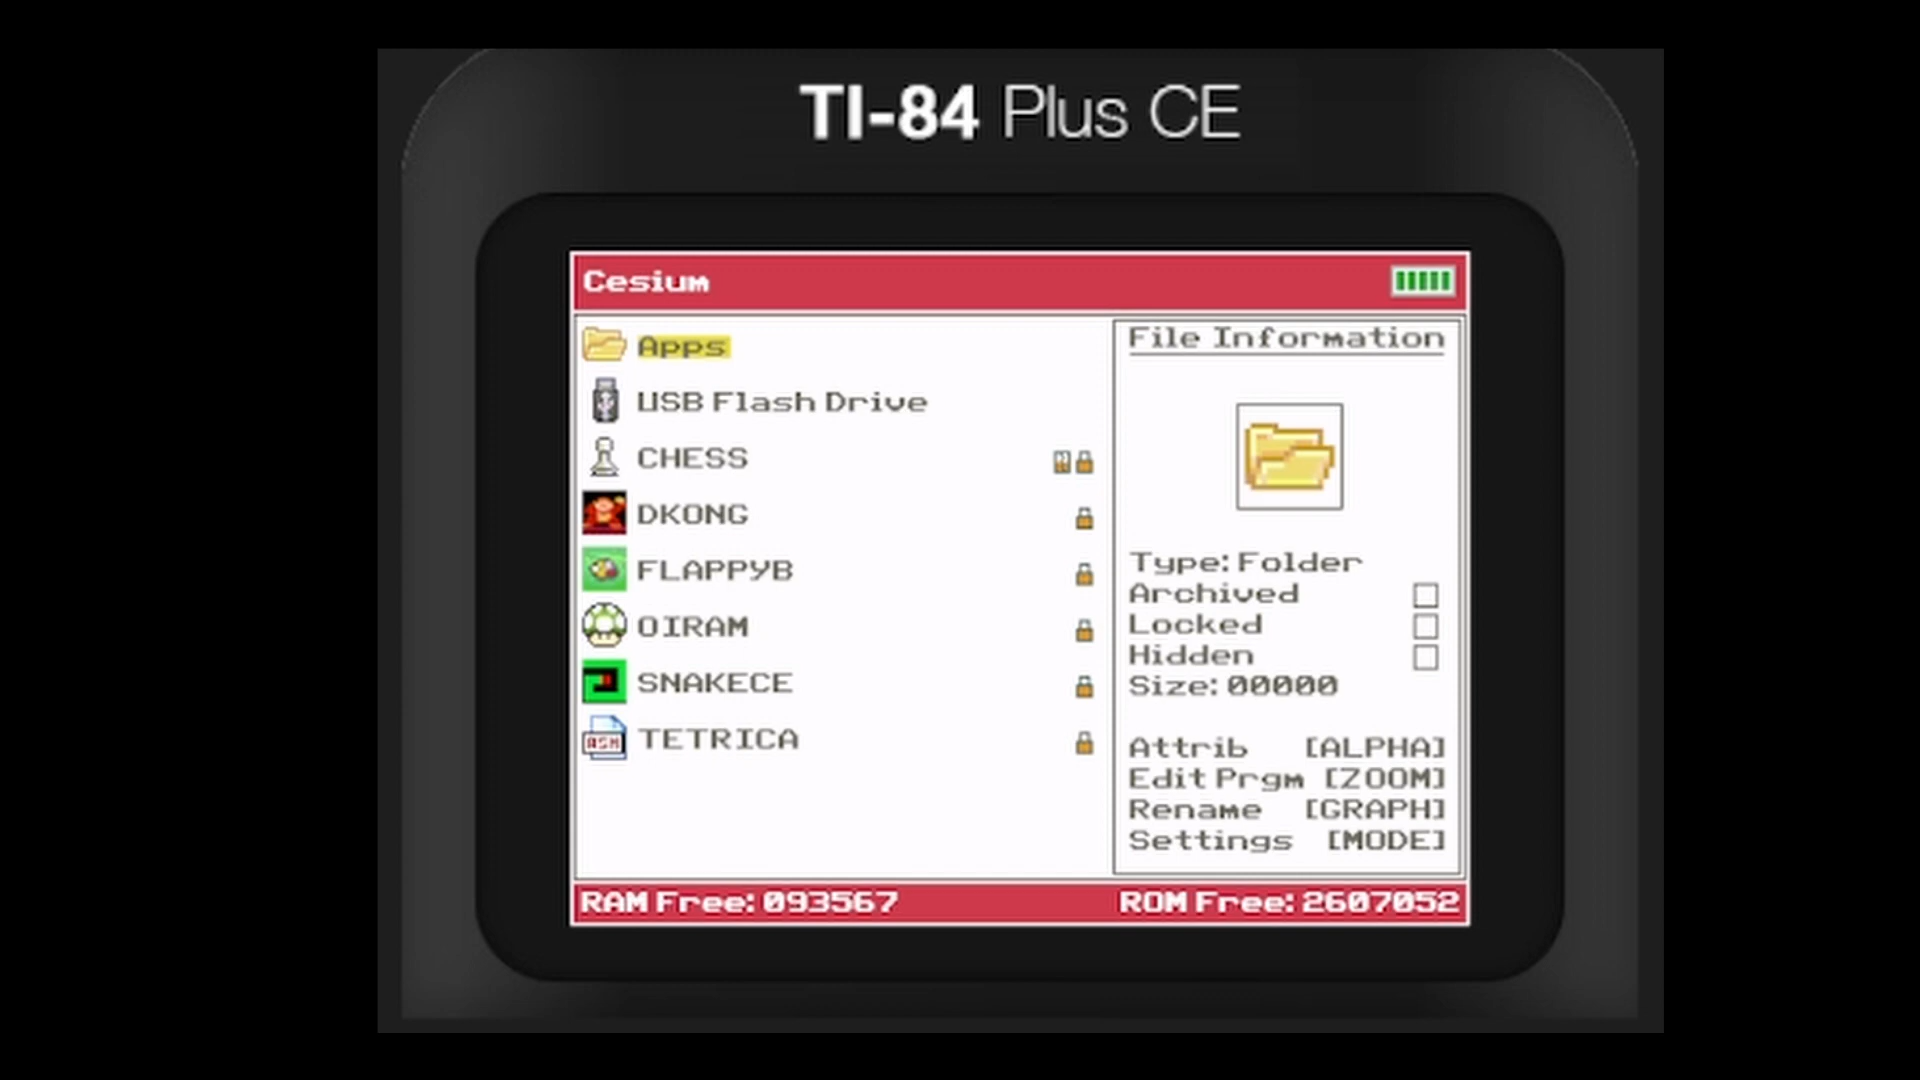 TI-84 Plus CE
Cesium
Apps
USB Flash Drive
CHESS
DKONG
FLAPPYB
OIRAM
SNAKECE
ASM
TETRICA
File Information
Type: Folder
Archived
Locked
Hidden
Size: 00000
Attrib [ALPHA]
Edit Prgm [ZOOM]
Rename [GRAPH]
Settings [MODE]
RAM Free: 093567
ROM Free: 2607052